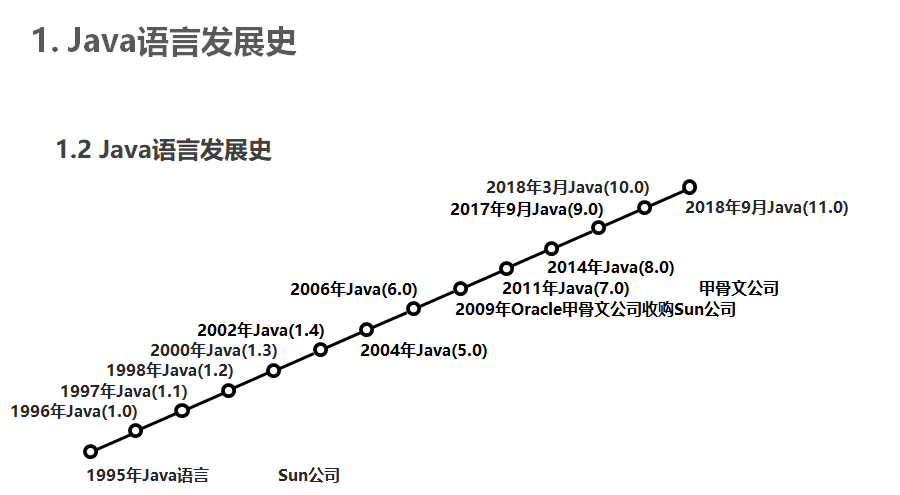 1. Java语言发展史
1.2 Java语言发展史
2018年3月Java(10.0)
2017年9月Java(9.0)
2018年9月Java(11.0)
2014年Java(8.0)
2006年Java(6.0)
2011年Java(7.0)
甲骨文公司
2009年Oracle甲骨文公司收购Sun公司
2002年Java(1.4)
2000年Java(1.3)
2004年Java(5.0)
1998年Java(1.2)
1997年Java(1.1)
1996年Java(1.0)
1995年Java语言
Sun公司